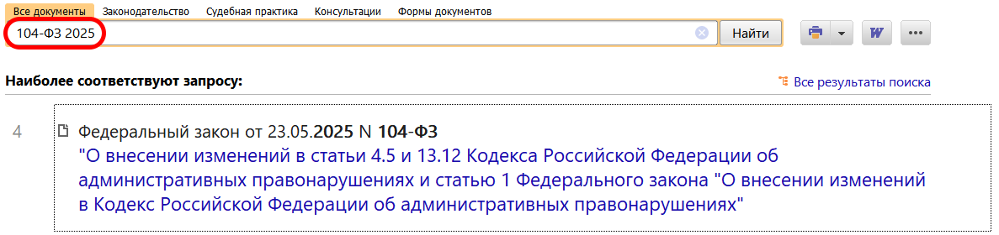 Все документы Законодательство Судебная практика Консультации Формы документов
104-ФЗ 2025 Найти W
Наиболее соответствуют запросу: Все результаты поиска
4 Федеральный закон от 23.05.2025 N 104-ФЗ
"О внесении изменений в статьи 4.5 и 13.12 Кодекса Российской Федерации об
административных правонарушениях и статью 1 Федерального закона "О внесении изменений
в Кодекс Российской Федерации об административных правонарушениях"